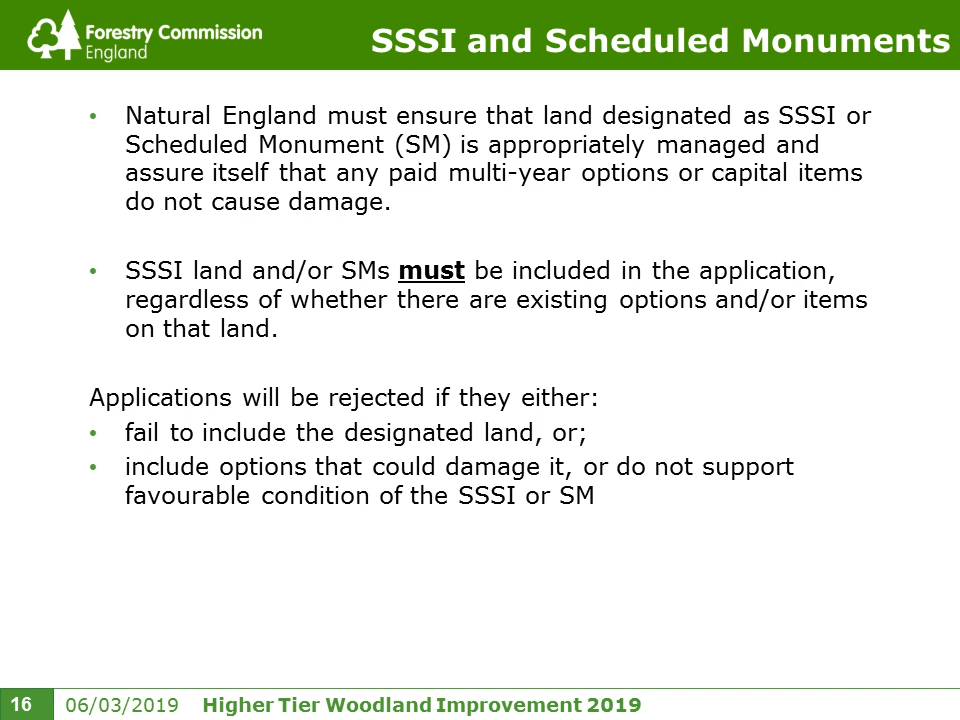 Forestry Commission
England
SSSI and Scheduled Monuments
• Natural England must ensure that land designated as SSSI or
Scheduled Monument (SM) is appropriately managed and
assure itself that any paid multi-year options or capital items
do not cause damage.
• SSSI land and/or SMs must be included in the application,
regardless of whether there are existing options and/or items
on that land.
Applications will be rejected if they either:
• fail to include the designated land, or;
• include options that could damage it, or do not support
favourable condition of the SSSI or SM
16 06/03/2019 Higher Tier Woodland Improvement 2019